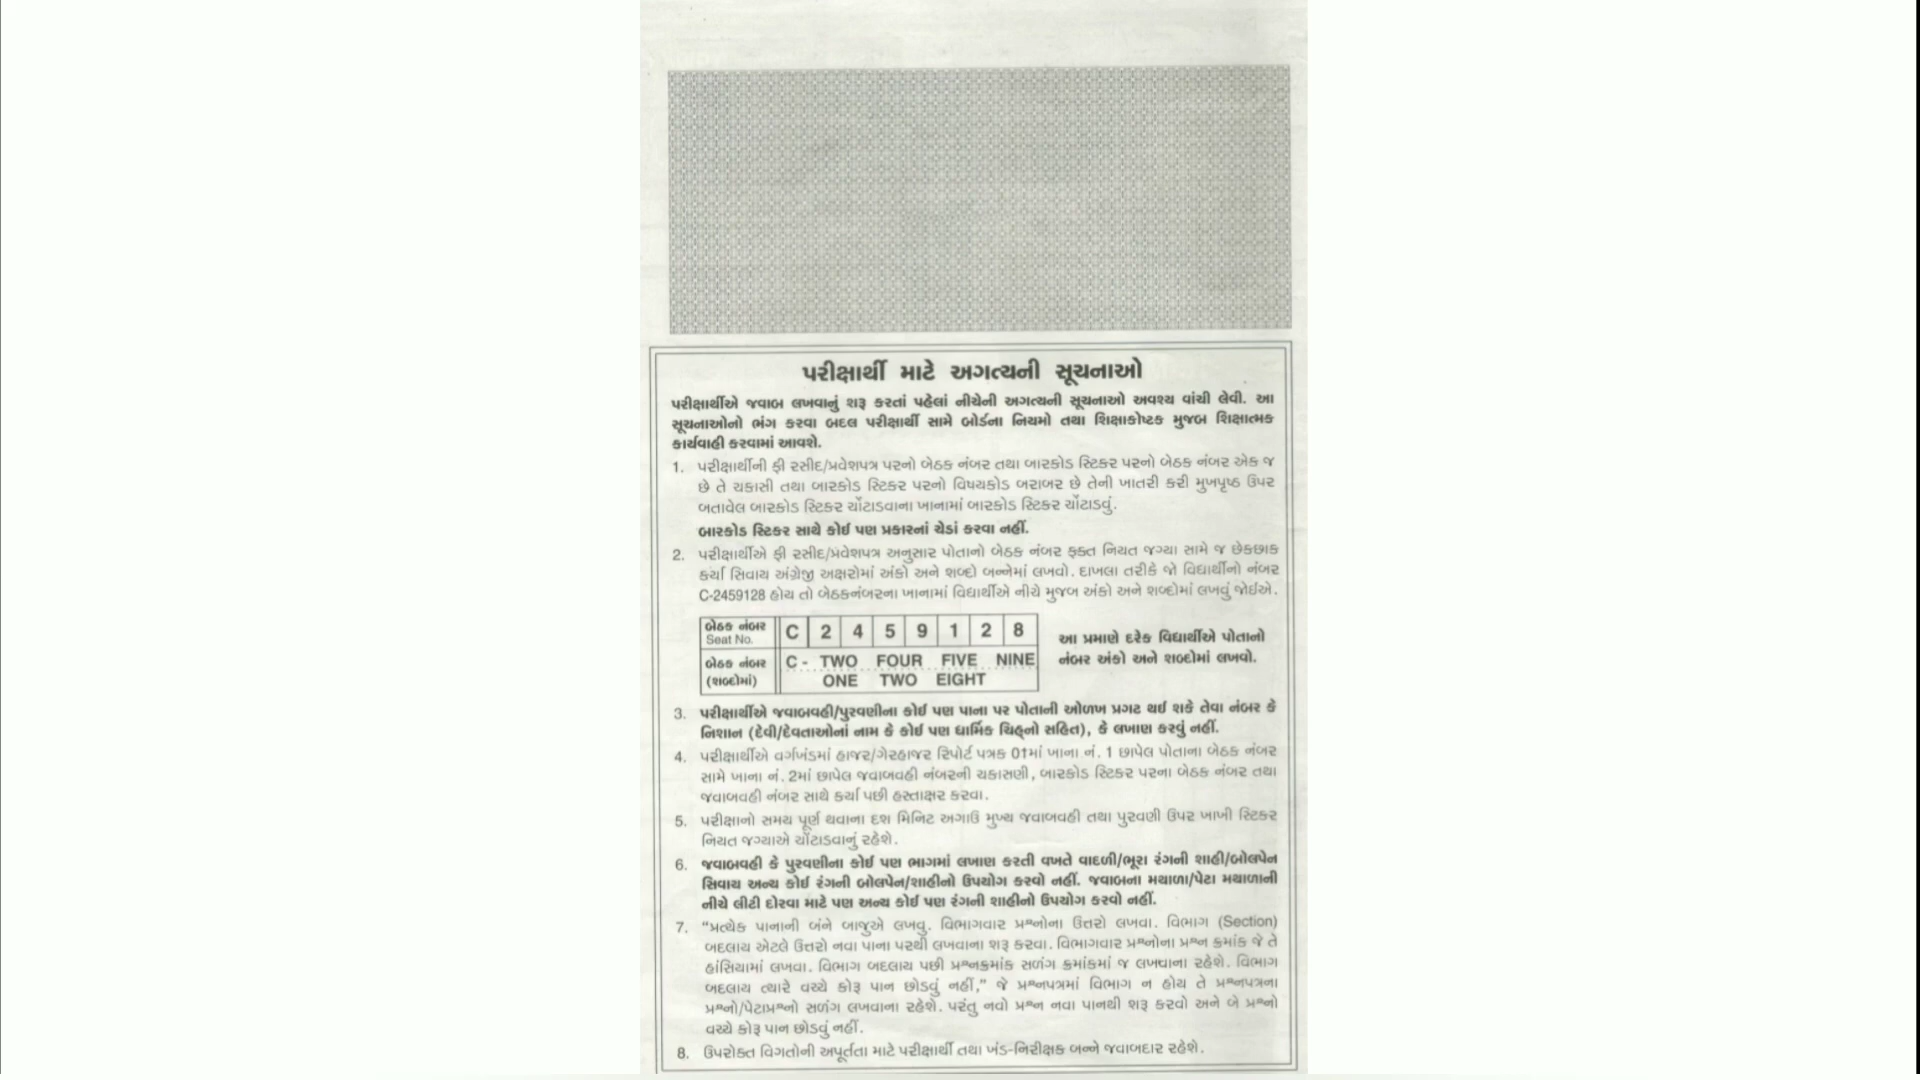 પરીક્ષાર્થી માટે અગત્યની સૂચનાઓ
પરીક્ષાર્થીએ જવાબ લખવાનું શરૂ કરતાં પહેલાં નીચેની અગત્યની સૂચનાઓ અવશ્ય વાંચી લેવી. આ
સૂચનાઓનો ભંગ કરવા બદલ પરીક્ષાર્થી સામે બોર્ડના નિયમો તથા શિક્ષાકોષ્ટક મુજબ શિક્ષાત્મક
કાર્યવાહી કરવામાં આવશે.
1. પરીક્ષાર્થીની ફી રસીદ/પ્રવેશપત્ર પરનો બેઠક નંબર તથા બારકોડ સ્ટિકર પરનો બેઠક નંબર એક જ
છે તે ચકાસી તથા બારકોડ સ્ટિકર પરનો વિષયકોડ બરાબર છે તેની ખાતરી કરી મુખપૃષ્ઠ ઉપર
બતાવેલ બારકોડ સ્ટિકર ચોંટાડવાના ખાનામાં બારકોડ સ્ટિકર ચોંટાડવું.
બારકોડ સ્ટિકર સાથે કોઈ પણ પ્રકારનાં ચેડાં કરવા નહીં.
2. પરીક્ષાર્થીએ ફી રસીદ/પ્રવેશપત્ર અનુસાર પોતાનો બેઠક નંબર ફક્ત નિયત જગ્યા સામે જ છેકછાક
કર્યા સિવાય અંગ્રેજી અક્ષરોમાં અંકો અને શબ્દો બન્નેમાં લખવો. દાખલા તરીકે જો વિદ્યાર્થીનો નંબર
C-2459128 હોય તો બેઠકનંબરના ખાનામાં વિદ્યાર્થીએ નીચે મુજબ અંકો અને શબ્દોમાં લખવું જોઈએ.
બેઠક નંબર
Seat No. C 2 4 5 9 1 2 8
બેઠક નંબર C - TWO FOUR FIVE NINE
(શબ્દોમાં) ONE TWO EIGHT
આ પ્રમાણે દરેક વિદ્યાર્થીએ પોતાનો
નંબર અંકો અને શબ્દોમાં લખવો.
3. પરીક્ષાર્થીએ જવાબવહી/પુરવણીના કોઈ પણ પાના પર પોતાની ઓળખ પ્રગટ થઈ શકે તેવા નંબર કે
નિશાન (દેવી/દેવતાઓનાં નામ કે કોઈ પણ ધાર્મિક ચિહ્નો સહિત), કે લખાણ કરવું નહીં.
4. પરીક્ષાર્થીએ વર્ગખંડમાં હાજર/ગેરહાજર રિપોર્ટ પત્રક 01માં ખાના નં. 1 છાપેલ પોતાના બેઠક નંબર
સામે ખાના નં. 2માં છાપેલ જવાબવહી નંબરની ચકાસણી, બારકોડ સ્ટિકર પરના બેઠક નંબર તથા
જવાબવહી નંબર સાથે કર્યા પછી હસ્તાક્ષર કરવા.
5. પરીક્ષાનો સમય પૂર્ણ થવાના દશ મિનિટ અગાઉ મુખ્ય જવાબવહી તથા પુરવણી ઉપર ખાખી સ્ટિકર
નિયત જગ્યાએ ચોંટાડવાનું રહેશે.
6. જવાબવહી કે પુરવણીના કોઈ પણ ભાગમાં લખાણ કરતી વખતે વાદળી/ભૂરા રંગની શાહી/બોલપેન
સિવાય અન્ય કોઈ રંગની બોલપેન/શાહીનો ઉપયોગ કરવો નહીં. જવાબના મથાળા/પેટા મથાળાની
નીચે લીટી દોરવા માટે પણ અન્ય કોઈ પણ રંગની શાહીનો ઉપયોગ કરવો નહીં.
7. “પ્રત્યેક પાનાની બંને બાજુએ લખવુ. વિભાગવાર પ્રશ્નોના ઉત્તરો લખવા. વિભાગ (Section)
બદલાય એટલે ઉત્તરો નવા પાના પરથી લખવાના શરૂ કરવા. વિભાગવાર પ્રશ્નોના પ્રશ્ન ક્રમાંક જે તે
હાંસિયામાં લખવા. વિભાગ બદલાય પછી પ્રશ્નક્રમાંક સળંગ ક્રમાંકમાં જ લખવાના રહેશે. વિભાગ
બદલાય ત્યારે વચ્ચે કોરૂ પાન છોડવું નહીં,” જે પ્રશ્નપત્રમાં વિભાગ ન હોય તે પ્રશ્નપત્રના
પ્રશ્નો/પેટાપ્રશ્નો સળંગ લખવાના રહેશે. પરંતુ નવો પ્રશ્ન નવા પાનથી શરૂ કરવો અને બે પ્રશ્નો
વચ્ચે કોરૂ પાન છોડવું નહીં.
8. ઉપરોક્ત વિગતોની અપૂર્તતા માટે પરીક્ષાર્થી તથા ખંડ-નિરીક્ષક બન્ને જવાબદાર રહેશે.